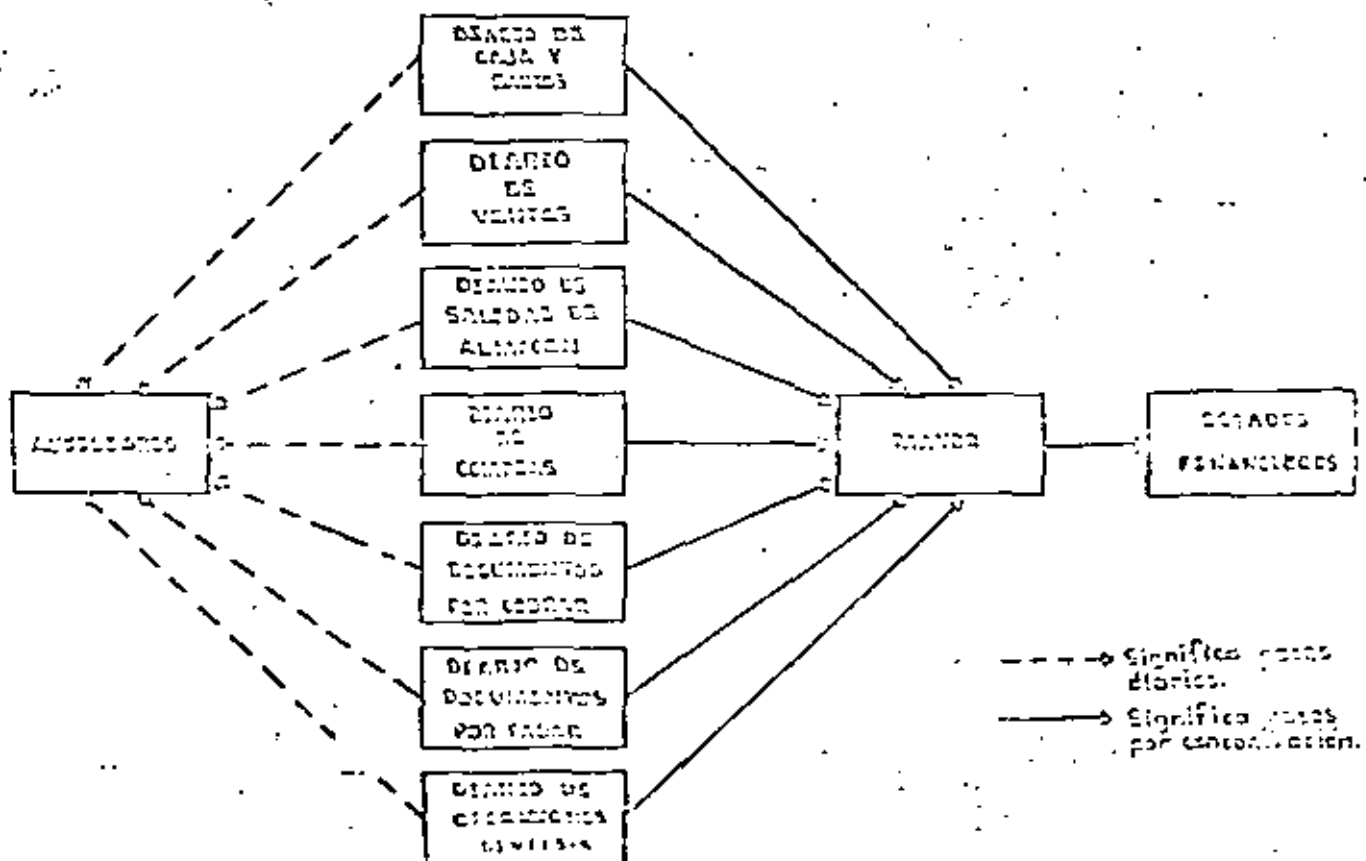 DIARIO DE
CAJA Y
BANCOS
DIARIO
DE
VENTAS
DIARIO DE
SALIDAS DE
ALMACEN
AUXILIARES
DIARIO
DE
COMPRAS
MAYOR
ESTADOS
FINANCIEROS
DIARIO DE
DOCUMENTOS
POR COBRAR
DIARIO DE
DOCUMENTOS
POR PAGAR
DIARIO DE
OPERACIONES
Significa pases
diarios.
Significa pases
por concentración.